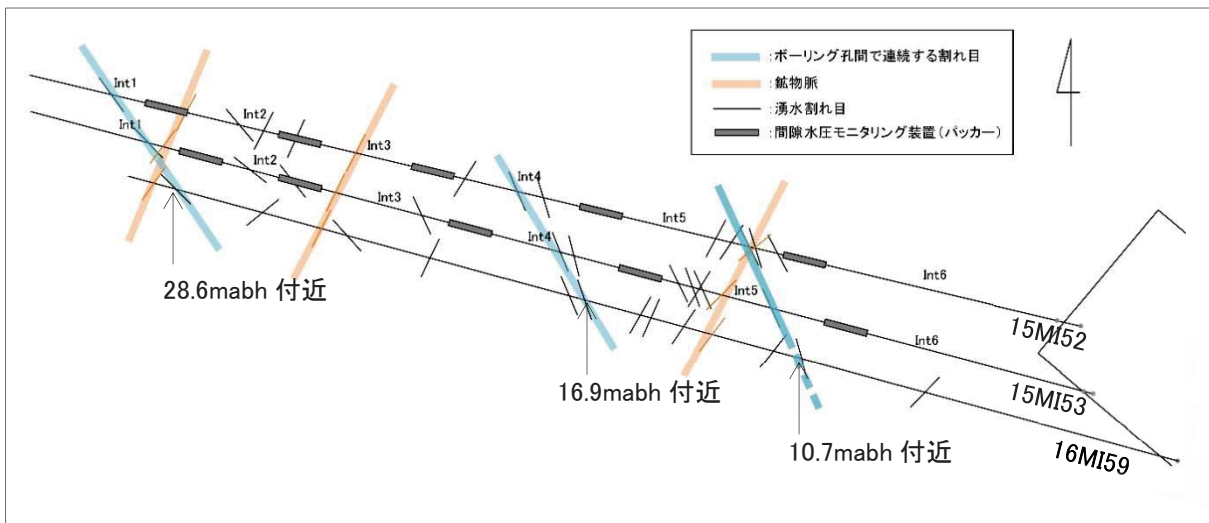 :ボーリング孔間で連続する割れ目
:鉱物脈
:湧水割れ目
:間隙水圧モニタリング装置(パッカー)
Int1
Int2
Int3
Int4
Int5
Int6
15MI52
Int1
Int2
Int3
Int4
Int5
Int6
15MI53
16MI59
28.6mabh 付近
16.9mabh 付近
10.7mabh 付近